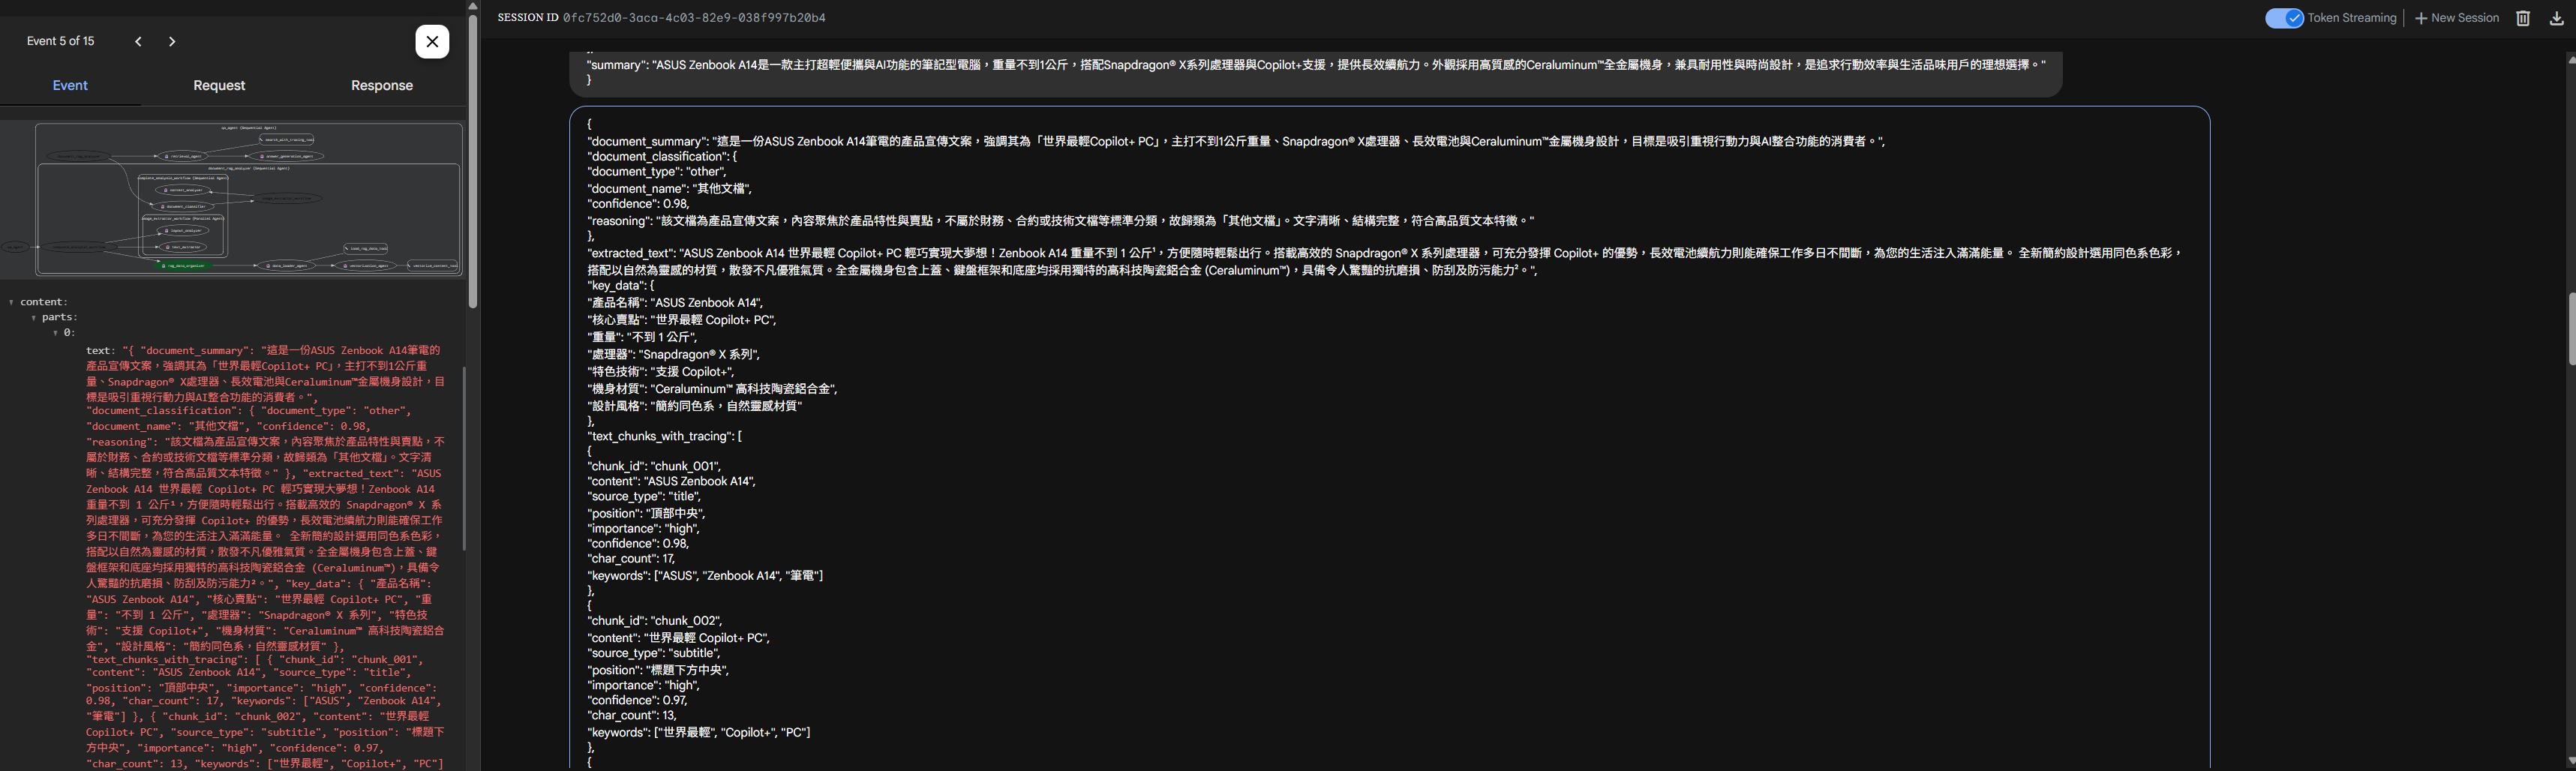 Event 5 of 15
Event
Request
Response
qa_agent (Sequential Agent)
document_rag_analyzer (Sequential Agent)
content:
parts:
0:
text: "{ "document_summary": "這是一份ASUS Zenbook A14筆電的
產品宣傳文案，強調其為「世界最輕Copilot+ PC」，主打不到1公斤重
量、Snapdragon® X處理器、長效電池與Ceraluminum™金屬機身設計，目
標是吸引重視行動力與AI整合功能的消費者。",
"document_classification": { "document_type": "other",
"document_name": "其他文檔", "confidence": 0.98,
"reasoning": "該文檔為產品宣傳文案，內容聚焦於產品特性與賣點，不
屬於財務、合約或技術文檔等標準分類，故歸類為「其他文檔」。文字清
晰、結構完整，符合高品質文本特徵。" }, "extracted_text": "ASUS
Zenbook A14 世界最輕 Copilot+ PC 輕巧實現大夢想！Zenbook A14
重量不到 1 公斤¹，方便隨時輕鬆出行。搭載高效的 Snapdragon® X 系
列處理器，可充分發揮 Copilot+ 的優勢，長效電池續航力則能確保工作
多日不間斷，為您的生活注入滿滿能量。 全新簡約設計選用同色系色彩，
搭配以自然為靈感的材質，散發不凡優雅氣質。全金屬機身包含上蓋、鍵
盤框架和底座均採用獨特的高科技陶瓷鋁合金 (Ceraluminum™)，具備令
人驚豔的抗磨損、防刮及防污能力²。", "key_data": { "產品名稱":
"ASUS Zenbook A14", "核心賣點": "世界最輕 Copilot+ PC", "重
量": "不到 1 公斤", "處理器": "Snapdragon® X 系列", "特色技
術": "支援 Copilot+", "機身材質": "Ceraluminum™ 高科技陶瓷鋁合
金", "設計風格": "簡約同色系，自然靈感材質" },
"text_chunks_with_tracing": [ { "chunk_id": "chunk_001",
"content": "ASUS Zenbook A14", "source_type": "title",
"position": "頂部中央", "importance": "high", "confidence":
0.98, "char_count": 17, "keywords": ["ASUS", "Zenbook A14",
"筆電"] }, { "chunk_id": "chunk_002", "content": "世界最輕
Copilot+ PC", "source_type": "subtitle", "position": "標題下
方中央", "importance": "high", "confidence": 0.97,
"char_count": 13, "keywords": ["世界最輕", "Copilot+", "PC"]
SESSION ID 0fc752d0-3aca-4c03-82e9-038f997b20b4
Token Streaming
New Session
"summary": "ASUS Zenbook A14是一款主打超輕便攜與AI功能的筆記型電腦，重量不到1公斤，搭配Snapdragon® X系列處理器與Copilot+支援，提供長效續航力。外觀採用高質感的Ceraluminum™全金屬機身，兼具耐用性與時尚設計，是追求行動效率與生活品味用戶的理想選擇。"
}
{
"document_summary": "這是一份ASUS Zenbook A14筆電的產品宣傳文案，強調其為「世界最輕Copilot+ PC」，主打不到1公斤重量、Snapdragon® X處理器、長效電池與Ceraluminum™金屬機身設計，目標是吸引重視行動力與AI整合功能的消費者。",
"document_classification": {
"document_type": "other",
"document_name": "其他文檔",
"confidence": 0.98,
"reasoning": "該文檔為產品宣傳文案，內容聚焦於產品特性與賣點，不屬於財務、合約或技術文檔等標準分類，故歸類為「其他文檔」。文字清晰、結構完整，符合高品質文本特徵。"
},
"extracted_text": "ASUS Zenbook A14 世界最輕 Copilot+ PC 輕巧實現大夢想！Zenbook A14 重量不到 1 公斤¹，方便隨時輕鬆出行。搭載高效的 Snapdragon® X 系列處理器，可充分發揮 Copilot+ 的優勢，長效電池續航力則能確保工作多日不間斷，為您的生活注入滿滿能量。 全新簡約設計選用同色系色彩，
搭配以自然為靈感的材質，散發不凡優雅氣質。全金屬機身包含上蓋、鍵盤框架和底座均採用獨特的高科技陶瓷鋁合金 (Ceraluminum™)，具備令人驚豔的抗磨損、防刮及防污能力²。",
"key_data": {
"產品名稱": "ASUS Zenbook A14",
"核心賣點": "世界最輕 Copilot+ PC",
"重量": "不到 1 公斤",
"處理器": "Snapdragon® X 系列",
"特色技術": "支援 Copilot+",
"機身材質": "Ceraluminum™ 高科技陶瓷鋁合金",
"設計風格": "簡約同色系，自然靈感材質"
},
"text_chunks_with_tracing": [
{
"chunk_id": "chunk_001",
"content": "ASUS Zenbook A14",
"source_type": "title",
"position": "頂部中央",
"importance": "high",
"confidence": 0.98,
"char_count": 17,
"keywords": ["ASUS", "Zenbook A14", "筆電"]
},
{
"chunk_id": "chunk_002",
"content": "世界最輕 Copilot+ PC",
"source_type": "subtitle",
"position": "標題下方中央",
"importance": "high",
"confidence": 0.97,
"char_count": 13,
"keywords": ["世界最輕", "Copilot+", "PC"]
},
{